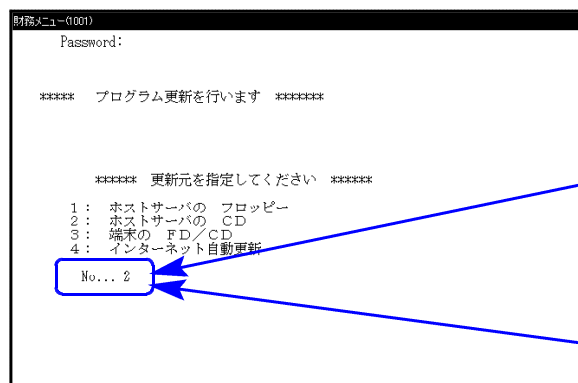 財務メニュー(1001)
Password:
***** プログラム更新を行います *******
****** 更新元を指定してください ******
1： ホストサーバの フロッピー
2： ホストサーバの CD
3： 端末の FD／CD
4： インターネット自動更新
No... 2